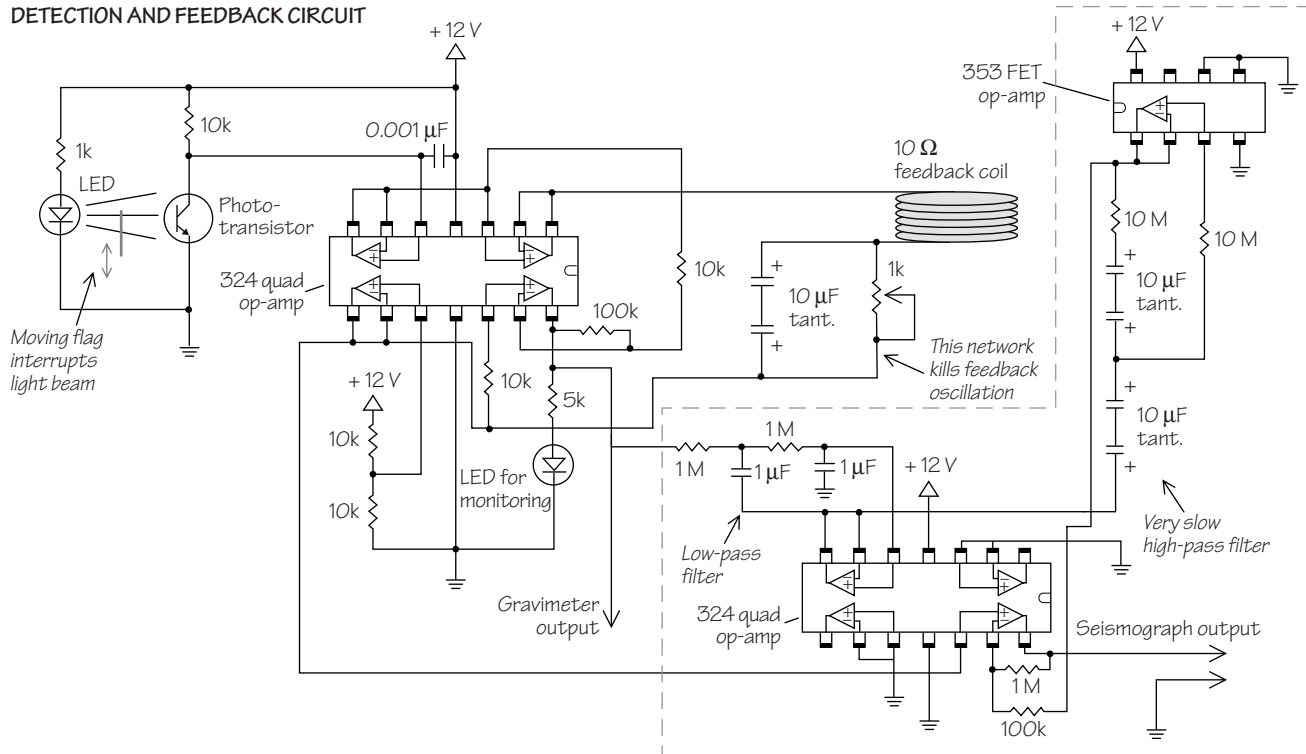 DETECTION AND FEEDBACK CIRCUIT
+ 12 V
10k
0.001 µF
1k
LED
Photo-
transistor
324 quad
op-amp
Moving flag
interrupts
light beam
+ 12 V
10k
10k
10k
100k
10k
5k
LED for
monitoring
Gravimeter
output
10 Ω
feedback coil
10k
+
10 µF
tant.
+
1k
This network
kills feedback
oscillation
353 FET
op-amp
+ 12 V
10 M
10 M
+
10 µF
tant.
+
+
10 µF
tant.
+
Very slow
high-pass filter
1 M
1 M
1 µF
1 µF
+ 12 V
Low-pass
filter
324 quad
op-amp
Seismograph output
1 M
100k